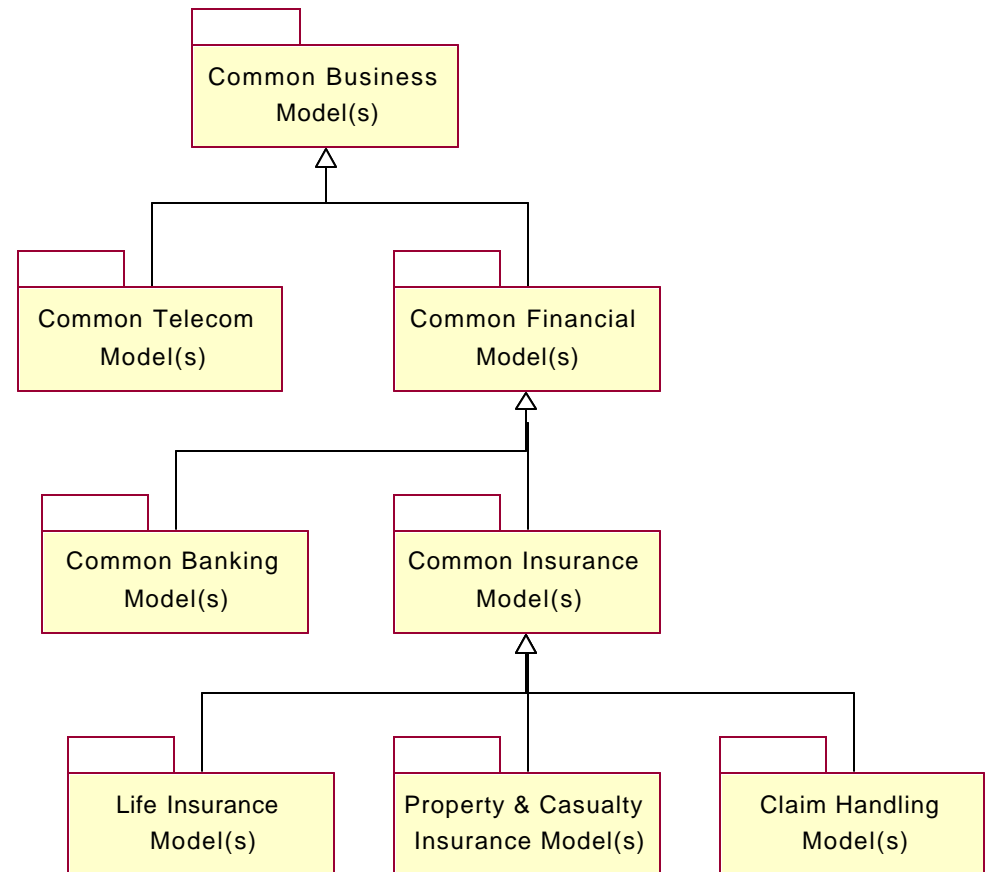 Common Business
Model(s)
Common Telecom
Model(s)
Common Financial
Model(s)
Common Banking
Model(s)
Common Insurance
Model(s)
Life Insurance
Model(s)
Property & Casualty
Insurance Model(s)
Claim Handling
Model(s)